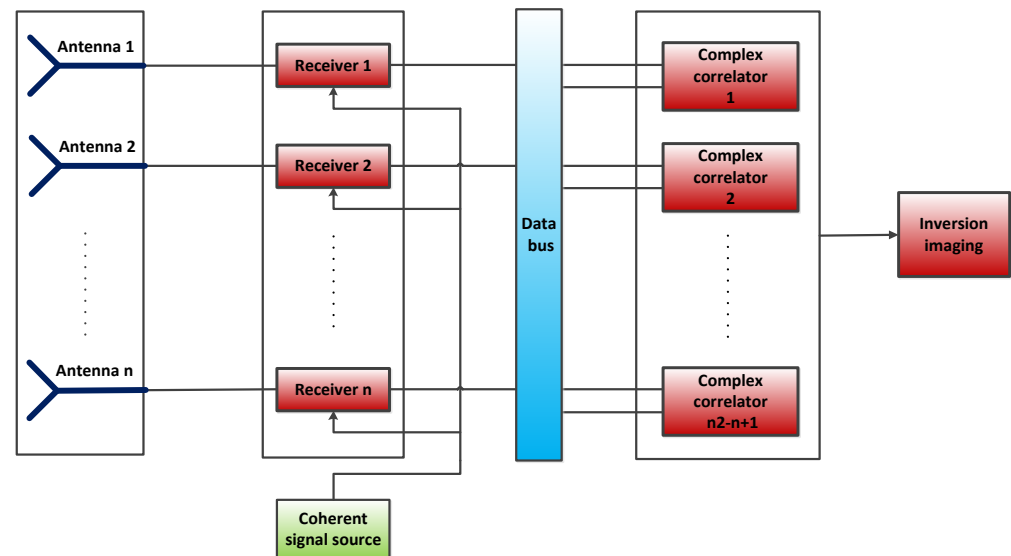 Antenna 1
Receiver 1
Complex
correlator
1
Antenna 2
Receiver 2
Complex
correlator
2
Data
bus
Inversion
imaging
Antenna n
Receiver n
Complex
correlator
n2-n+1
Coherent
signal source